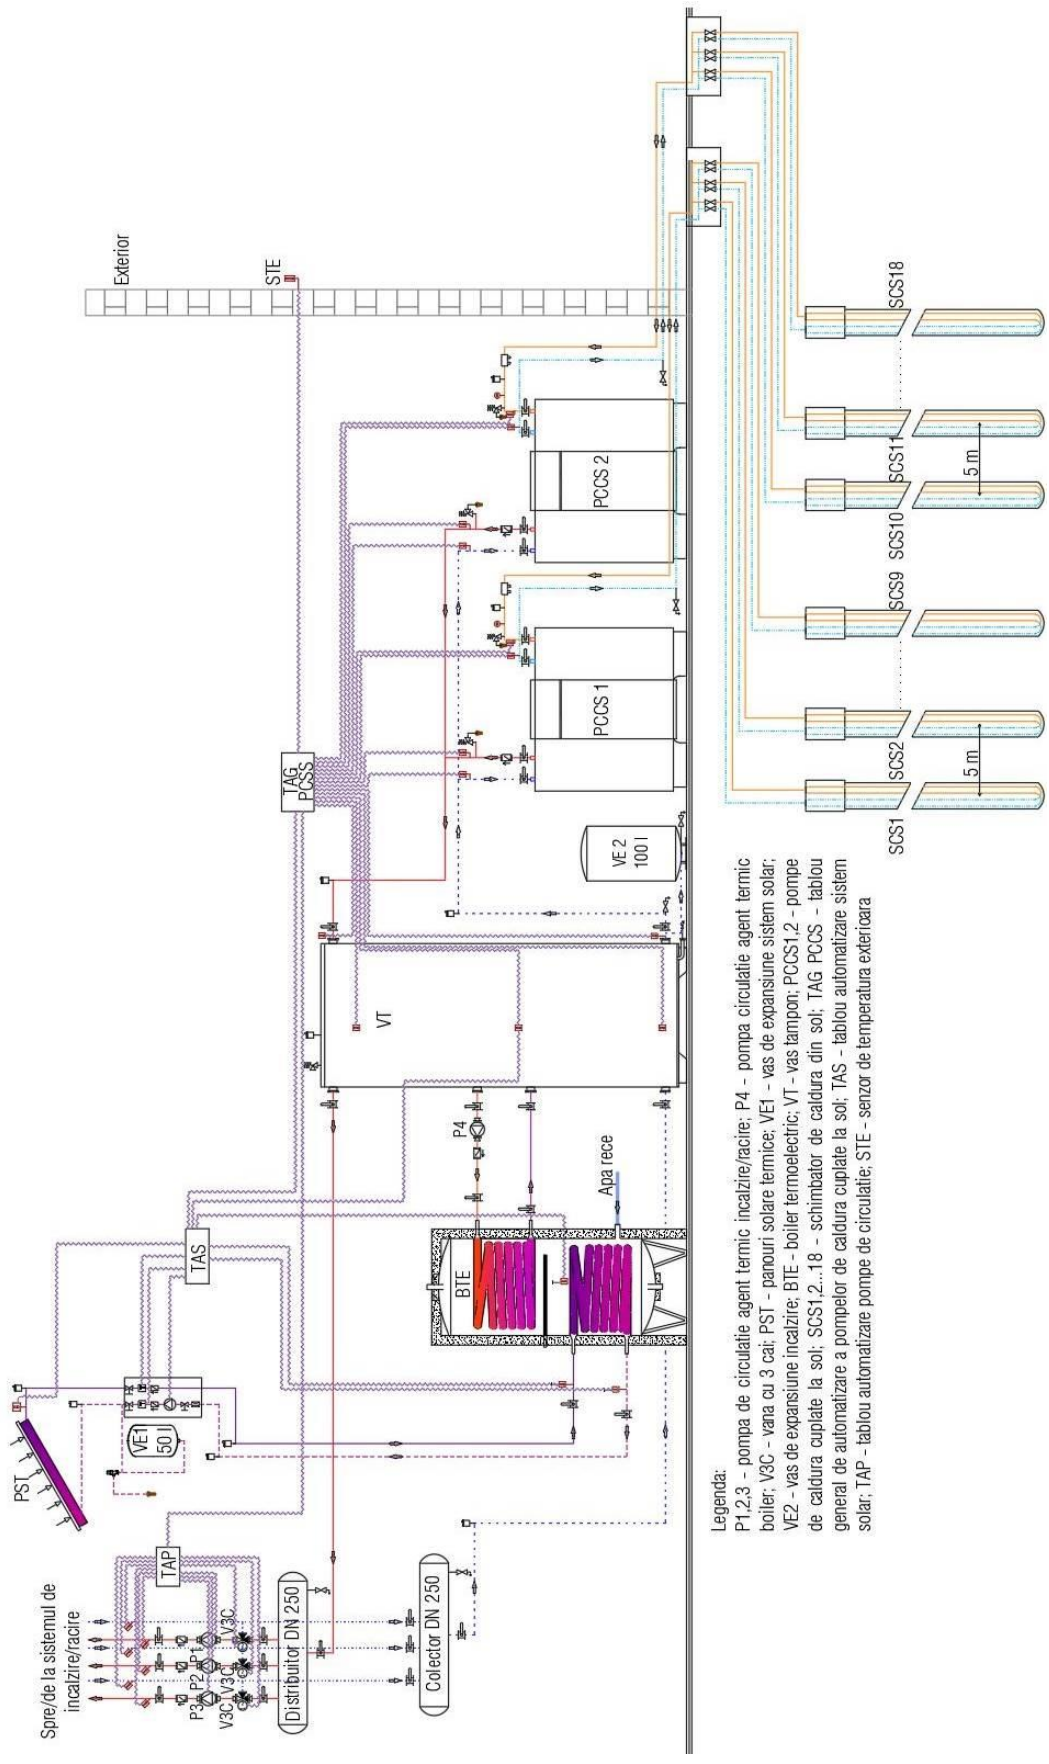 Spre/de la sistemul de
incalzire/racire
PST
VE1
50 l
TAP
TAS
TAG
PCSS
STE
Exterior
P3
P2
P1
V3C
V3C
V3C
Distribuitor DN 250
Colector DN 250
BTE
Apa rece
P4
VT
VE 2
100 l
PCCS 1
PCCS 2
SCS1
SCS2
SCS9
SCS10
SCS11
SCS18
5 m
5 m
Legenda:
P1,2,3 - pompa de circulatie agent termic incalzire/racire; P4 - pompa circulatie agent termic
boiler; V3C - vana cu 3 cai; PST - panouri solare termice; VE1 - vas de expansiune sistem solar;
VE2 - vas de expansiune incalzire; BTE - boiler termoelectric; VT - vas tampon; PCCS1,2 - pompe
de caldura cuplate la sol; SCS1,2...18 - schimbator de caldura din sol; TAG PCCS - tablou
general de automatizare a pompelor de caldura cuplate la sol; TAS - tablou automatizare sistem
solar; TAP - tablou automatizare pompe de circulatie; STE - senzor de temperatura exterioara